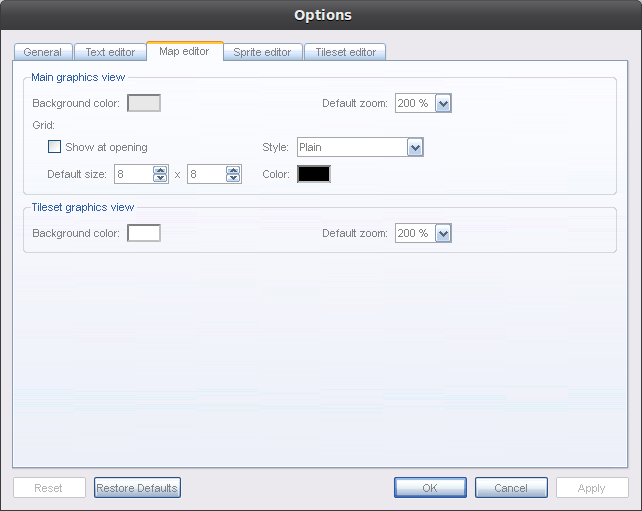 Options
General Text editor Map editor Sprite editor Tileset editor
Main graphics view
Background color: Default zoom: 200 %
Grid:
Show at opening Style: Plain
Default size: 8 x 8 Color:
Tileset graphics view
Background color: Default zoom: 200 %
Reset Restore Defaults OK Cancel Apply